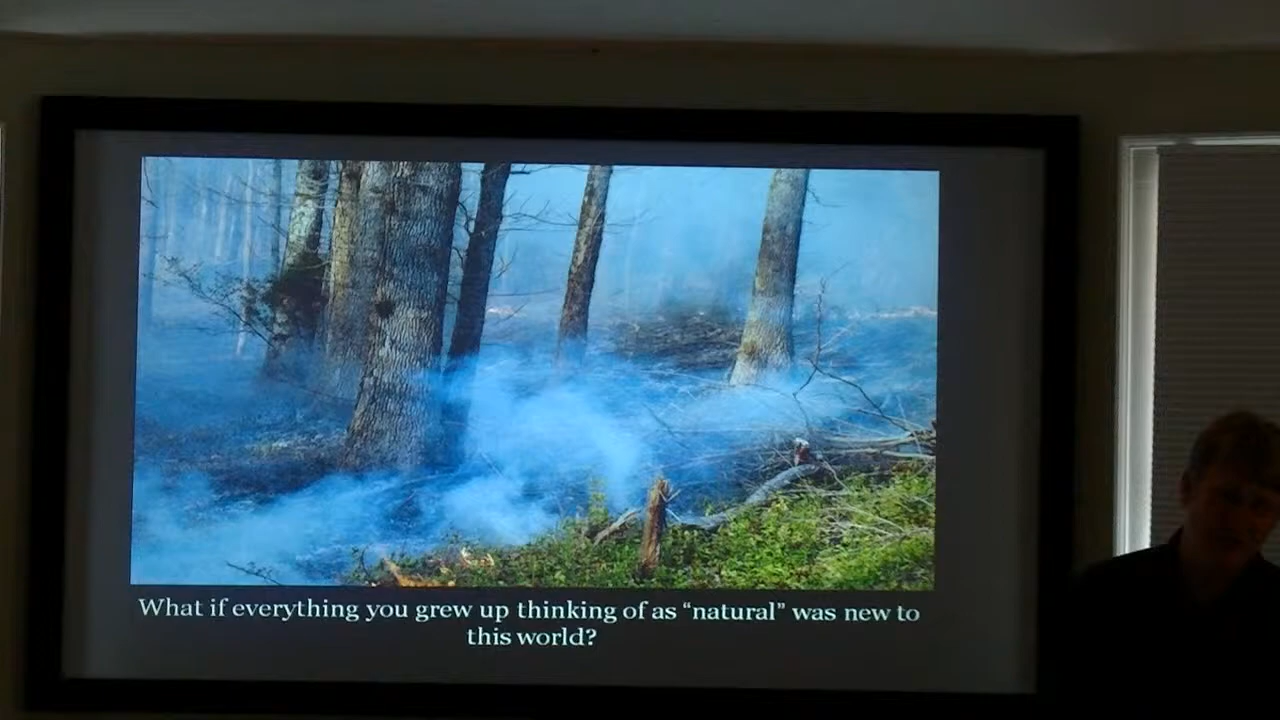 What if everything you grew up thinking of as “natural” was new to
this world?